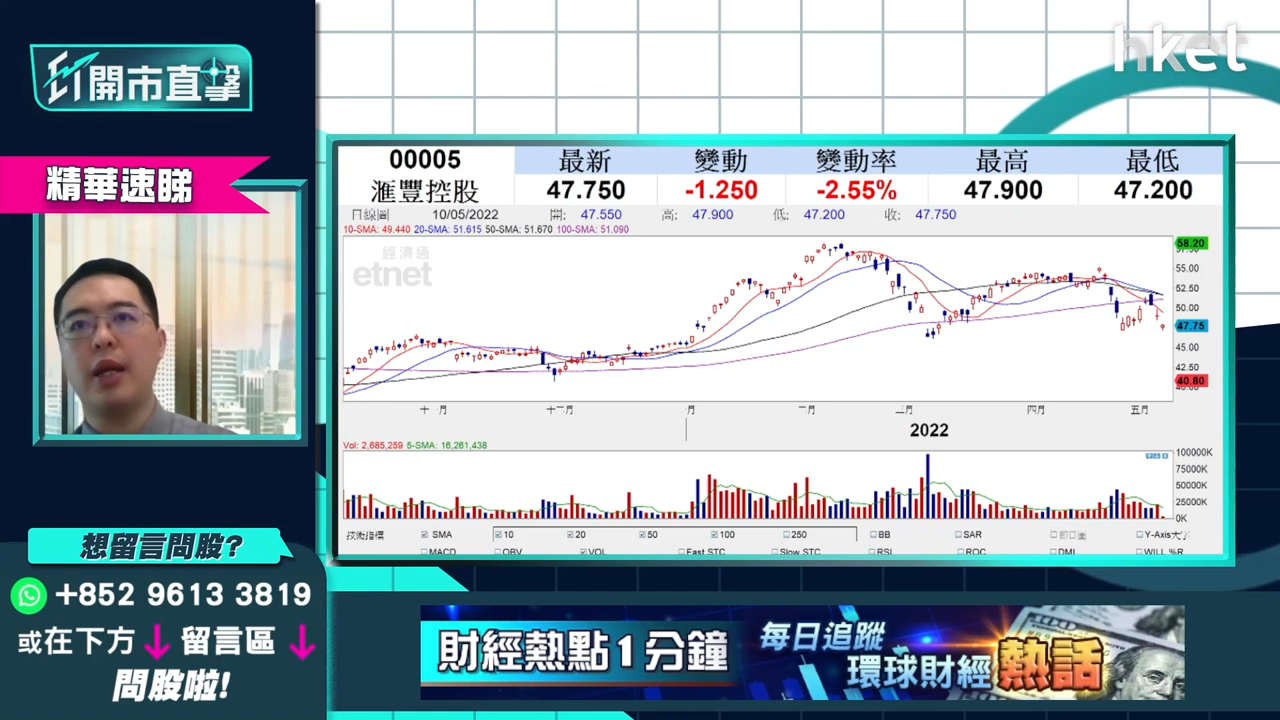 hket
ET開市直擊
精華速睇
00005
滙豐控股
最新
變動
變動率
最高
最低
47.750
-1.250
-2.55%
47.900
47.200
日線圖 10/05/2022 開: 47.550 高: 47.900 低: 47.200 收: 47.750
10-SMA: 49.440 20-SMA: 51.615 50-SMA: 51.670 100-SMA: 51.090
經濟通
etnet
58.20
55.00
52.50
50.00
47.75
45.00
42.50
40.80
十一月 十二月 一月 二月 三月 四月 五月
2022
Vol: 2,685,259 5-SMA: 16,261,438
100000K
75000K
50000K
25000K
0K
技術指標 SMA 10 20 50 100 250 BB SAR Y-Axis大字
MACD OBV VOL Fast STC Slow STC RSI ROC DMI WILL %R
想留言問股?
+852 9613 3819
或在下方 留言區
問股啦!
財經熱點1分鐘
每日追蹤
環球財經熱話